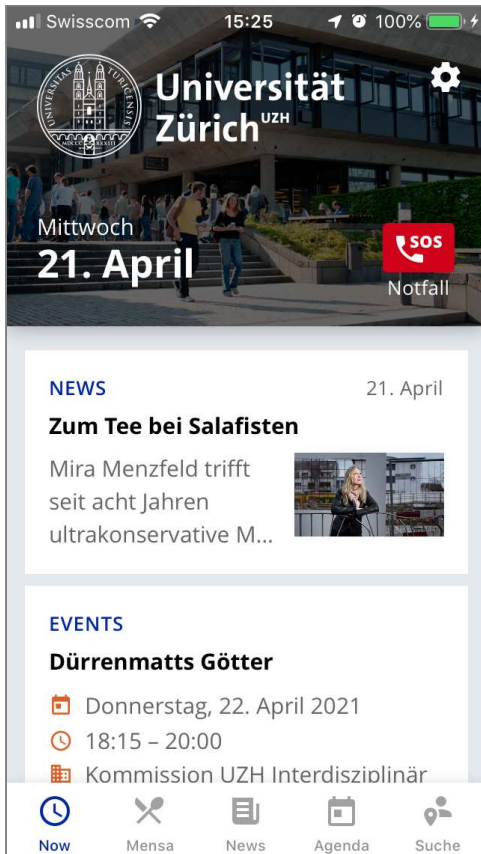 Swisscom 15:25 100%
Universität
Zürich UZH
Mittwoch
21. April
SOS
Notfall
NEWS 21. April
Zum Tee bei Salafisten
Mira Menzfeld trifft
seit acht Jahren
ultrakonservative M...
EVENTS
Dürrenmatts Götter
Donnerstag, 22. April 2021
18:15 – 20:00
Kommission UZH Interdisziplinär
Now Mensa News Agenda Suche